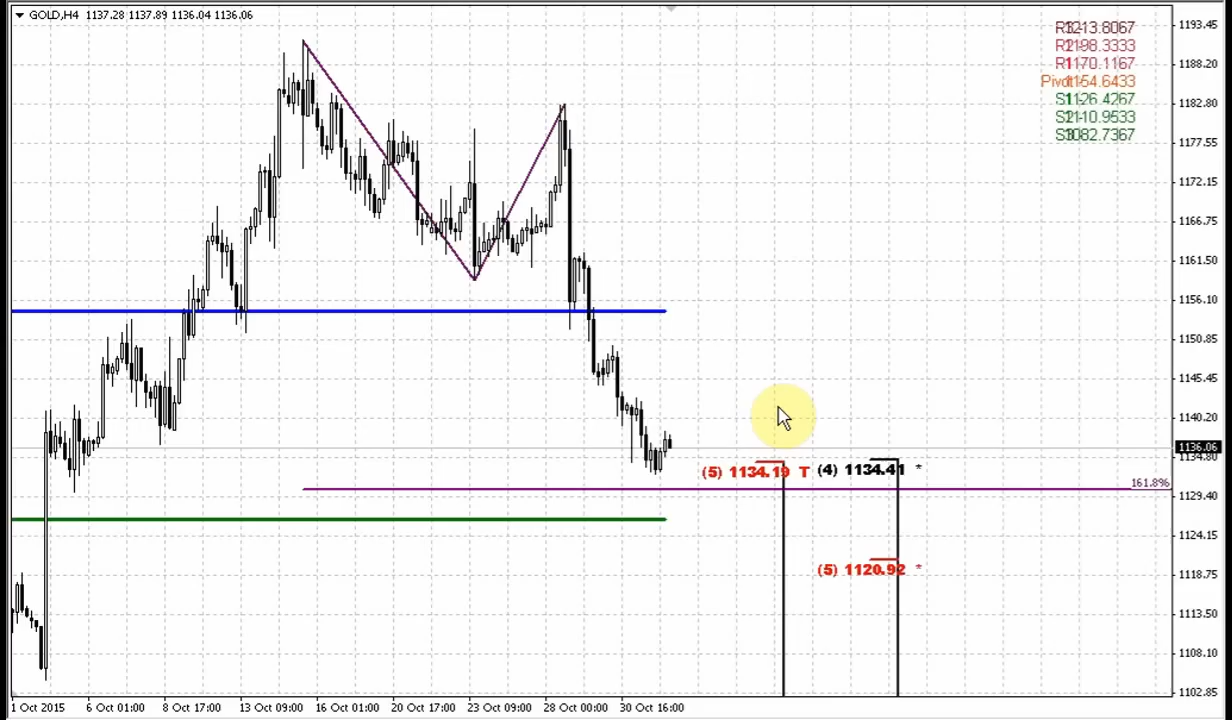 GOLD,H4 1137.28 1137.89 1136.04 1136.06
1193.45
1188.20
1182.80
1177.55
1172.15
1166.75
1161.50
1156.10
1150.85
1145.45
1140.20
1136.06
1134.80
1129.40
1124.15
1118.75
1113.50
1108.10
1102.85
(5) 1134.19 T
(4) 1134.41 *
161.8%
(5) 1120.92 *
1 Oct 2015
6 Oct 01:00
8 Oct 17:00
13 Oct 09:00
16 Oct 01:00
20 Oct 17:00
23 Oct 09:00
28 Oct 00:00
30 Oct 16:00